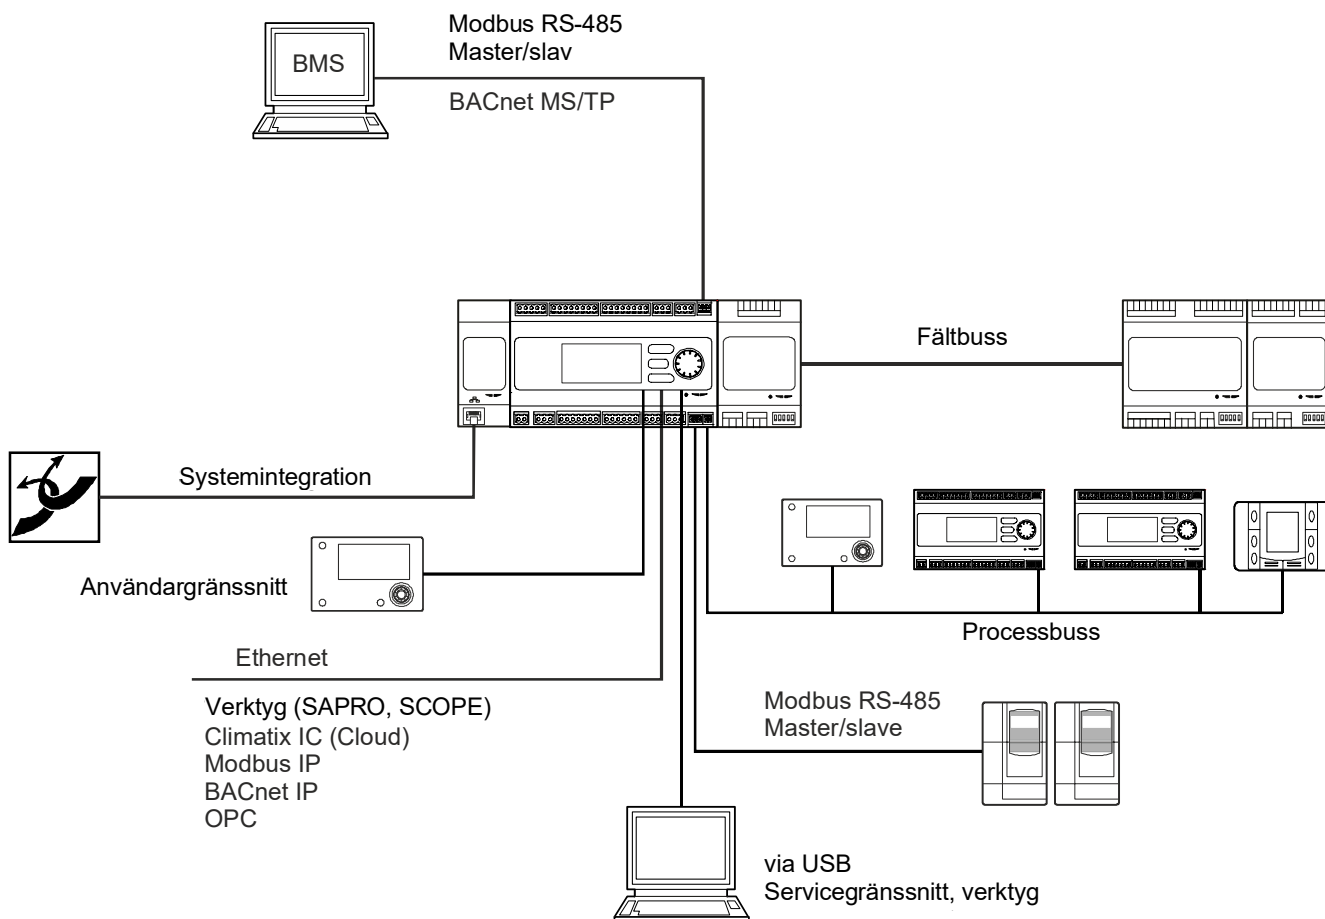 Modbus RS-485
Master/slav
BMS
BACnet MS/TP
Fältbuss
Systemintegration
Användargränssnitt
Processbuss
Ethernet
Verktyg (SAPRO, SCOPE)
Climatix IC (Cloud)
Modbus IP
BACnet IP
OPC
Modbus RS-485
Master/slave
via USB
Servicegränssnitt, verktyg